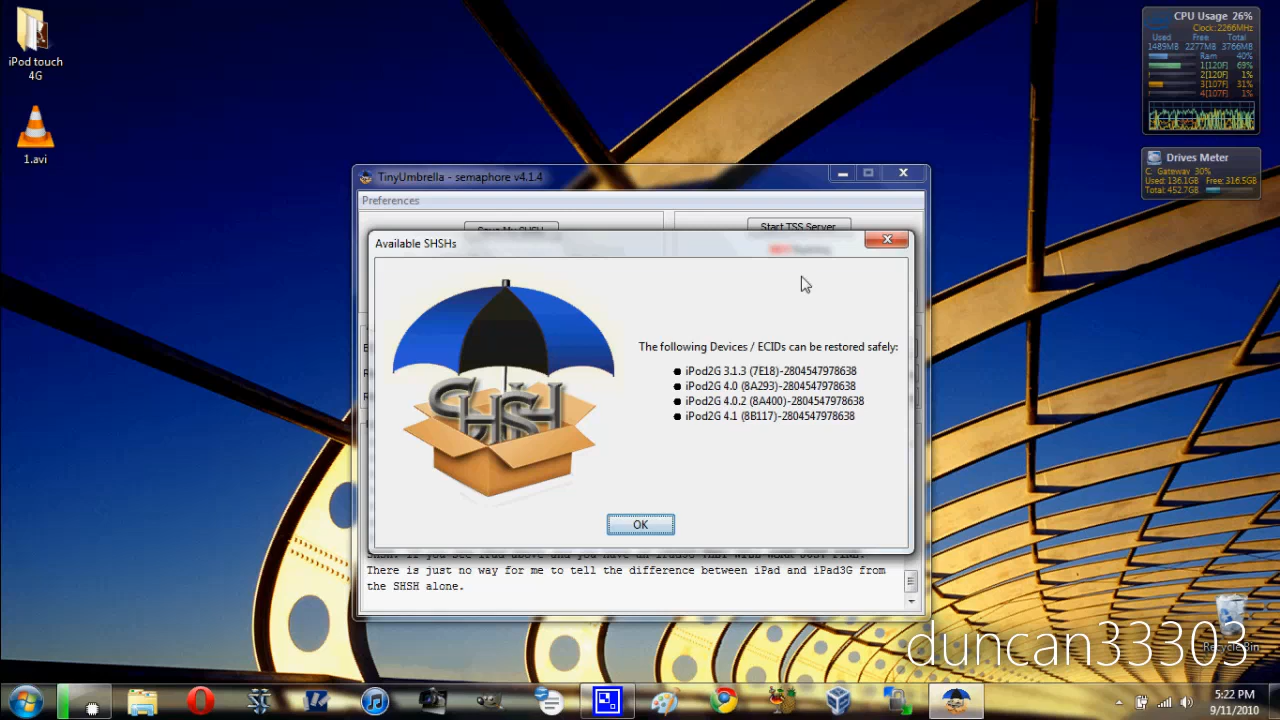 iPod touch
4G
1.avi
CPU Usage 26%
Clock: 2266MHz
Used Free Total
1489MB 2277MB 3766MB
Ram 40%
1[120F] 69%
2[120F] 1%
3[107F] 31%
4[107F] 1%
Drives Meter
C Gateway 30%
Used: 136.1GB Free: 316.5GB
Total: 452.7GB
TinyUmbrella - semaphore v4.1.4
Preferences
Save My SHSH
Start TSS Server
Available SHSHs
SHSH
The following Devices / ECIDs can be restored safely:
iPod2G 3.1.3 (7E18)-2804547978638
iPod2G 4.0 (8A293)-2804547978638
iPod2G 4.0.2 (8A400)-2804547978638
iPod2G 4.1 (8B117)-2804547978638
OK
There is just no way for me to tell the difference between iPad and iPad3G from
the SHSH alone.
duncan33303
Recycle Bin
5:22 PM
9/11/2010